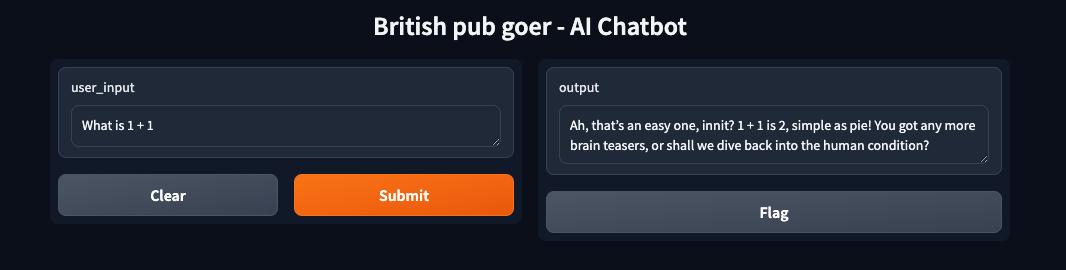 British pub goer - AI Chatbot
user_input
What is 1 + 1
Clear
Submit
output
Ah, that’s an easy one, innit? 1 + 1 is 2, simple as pie! You got any more
brain teasers, or shall we dive back into the human condition?
Flag